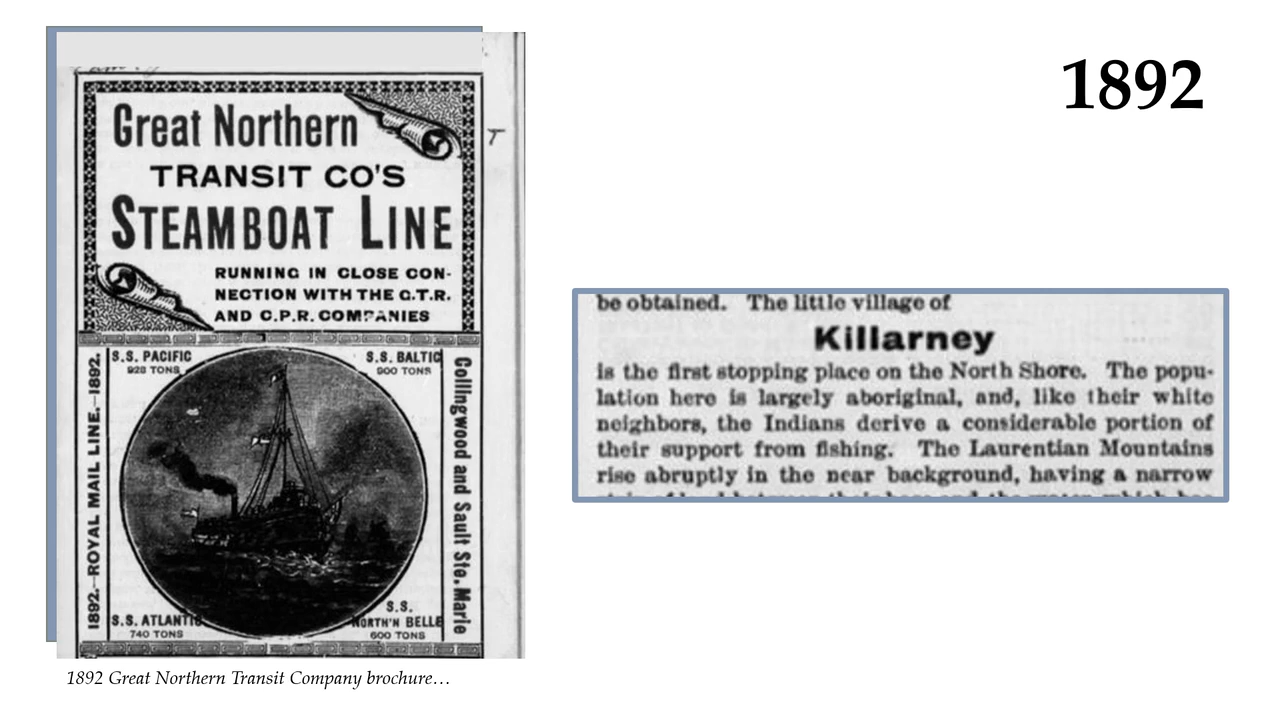 1892
Great Northern
TRANSIT CO'S
STEAMBOAT LINE
RUNNING IN CLOSE CON-
NECTION WITH THE G.T.R.
AND C.P.R. COMPANIES
S.S. PACIFIC
928 TONS
S.S. BALTIC
900 TONS
1892.—ROYAL MAIL LINE.—1892.
Collingwood and Sault Ste. Marie
S.S. ATLANTIC
740 TONS
S.S.
NORTH'N BELLE
600 TONS
T
1892 Great Northern Transit Company brochure…
be obtained. The little village of
Killarney
is the first stopping place on the North Shore. The popu-
lation here is largely aboriginal, and, like their white
neighbors, the Indians derive a considerable portion of
their support from fishing. The Laurentian Mountains
rise abruptly in the near background, having a narrow